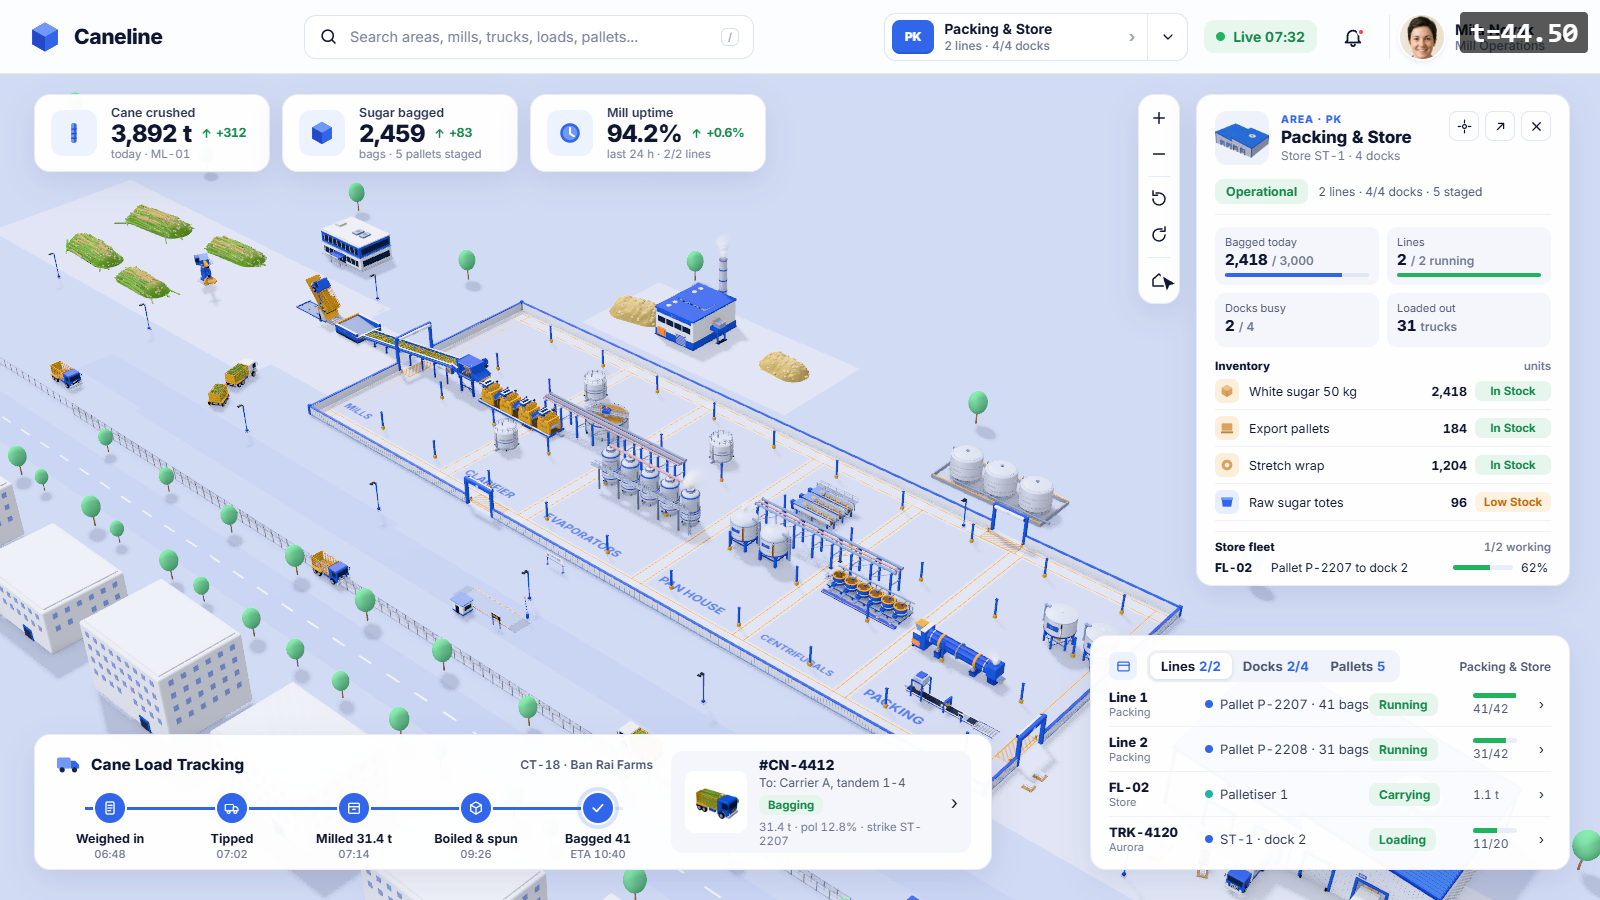 Caneline
Search areas, mills, trucks, loads, pallets...
/
PK
Packing & Store
2 lines · 4/4 docks
Live 07:32
t=44.50
Mill Operations
Cane crushed
3,892 t
+312
today · ML-01
Sugar bagged
2,459
+83
bags · 5 pallets staged
Mill uptime
94.2%
+0.6%
last 24 h · 2/2 lines
AREA · PK
Packing & Store
Store ST-1 · 4 docks
Operational
2 lines · 4/4 docks · 5 staged
Bagged today
2,418 / 3,000
Lines
2 / 2 running
Docks busy
2 / 4
Loaded out
31 trucks
Inventory
units
White sugar 50 kg
2,418
In Stock
Export pallets
184
In Stock
Stretch wrap
1,204
In Stock
Raw sugar totes
96
Low Stock
Store fleet
1/2 working
FL-02
Pallet P-2207 to dock 2
62%
MILLS
CLARIFIER
EVAPORATORS
PAN HOUSE
CENTRIFUGALS
PACKING
Lines 2/2
Docks 2/4
Pallets 5
Packing & Store
Line 1
Packing
Pallet P-2207 · 41 bags
Running
41/42
Line 2
Packing
Pallet P-2208 · 31 bags
Running
31/42
FL-02
Store
Palletiser 1
Carrying
1.1 t
TRK-4120
Aurora
ST-1 · dock 2
Loading
11/20
Cane Load Tracking
CT-18 · Ban Rai Farms
Weighed in
06:48
Tipped
07:02
Milled 31.4 t
07:14
Boiled & spun
09:26
Bagged 41
ETA 10:40
#CN-4412
To: Carrier A, tandem 1-4
Bagging
31.4 t · pol 12.8% · strike ST-
2207